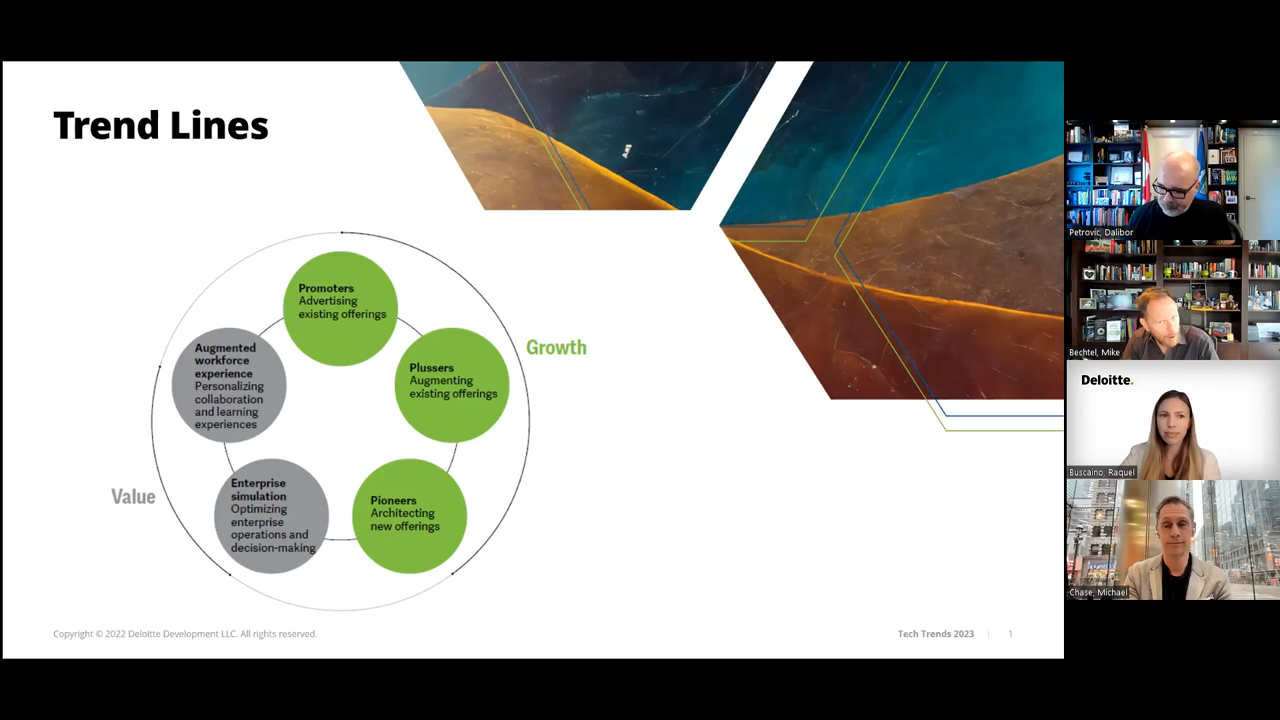 Trend Lines
Promoters
Advertising
existing offerings
Growth
Plussers
Augmenting
existing offerings
Augmented
workforce
experience
Personalizing
collaboration
and learning
experiences
Value
Enterprise
simulation
Optimizing
enterprise
operations and
decision-making
Pioneers
Architecting
new offerings
Copyright © 2022 Deloitte Development LLC. All rights reserved.
Tech Trends 2023 | 1
Petrovic, Dalibor
Bechtel, Mike
Deloitte.
Buscaino, Raquel
Chase, Michael